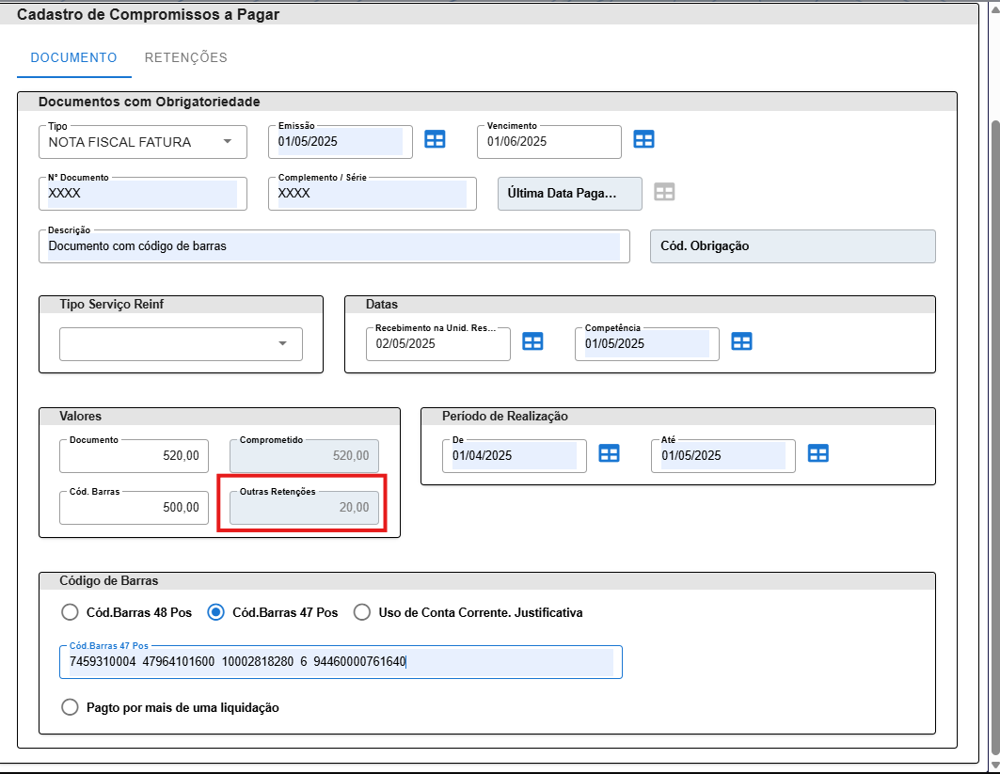 Cadastro de Compromissos a Pagar
DOCUMENTO RETENÇÕES
Documentos com Obrigatoriedade
Tipo Emissão Vencimento
NOTA FISCAL FATURA 01/05/2025 01/06/2025
Nº Documento Complemento / Série
XXXX XXXX Última Data Paga...
Descrição
Documento com código de barras Cód. Obrigação
Tipo Serviço Reinf Datas
Recebimento na Unid. Res... Competência
02/05/2025 01/05/2025
Valores Período de Realização
Documento Comprometido De Até
520,00 520,00 01/04/2025 01/05/2025
Cód. Barras Outras Retenções
500,00 20,00
Código de Barras
Cód.Barras 48 Pos Cód.Barras 47 Pos Uso de Conta Corrente. Justificativa
Cód.Barras 47 Pos
7459310004 47964101600 10002818280 6 94460000761640
Pagto por mais de uma liquidação